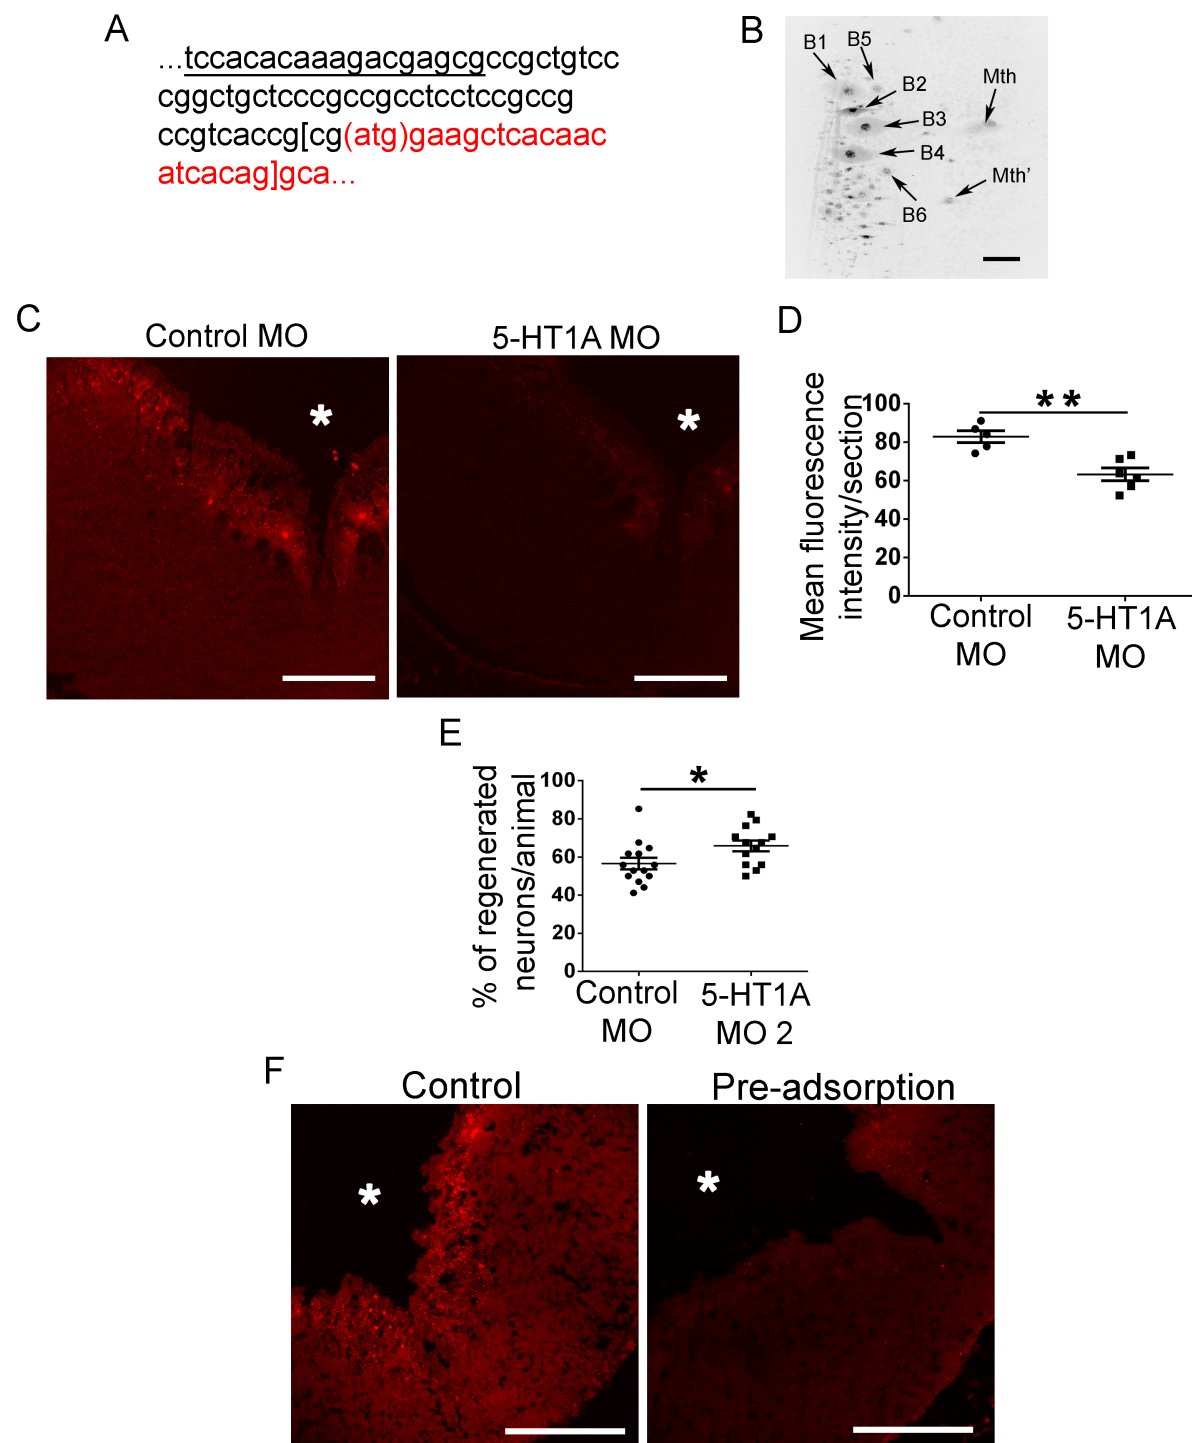 A
...tccacacaaagacgagcgccgctgtcc
cggctgctcccgccgcctcctccgccg
ccgtcaccg[cg(atg)gaagctcacaac
atcacag]gca...
B
B1
B5
B2
Mth
B3
B4
Mth'
B6
C
Control MO
5-HT1A MO
*
*
D
Mean fluorescence
intensity/section
**
100
80
60
40
20
0
Control
MO
5-HT1A
MO
E
% of regenerated
neurons/animal
*
100
80
60
40
20
0
Control
MO
5-HT1A
MO 2
F
Control
Pre-adsorption
*
*